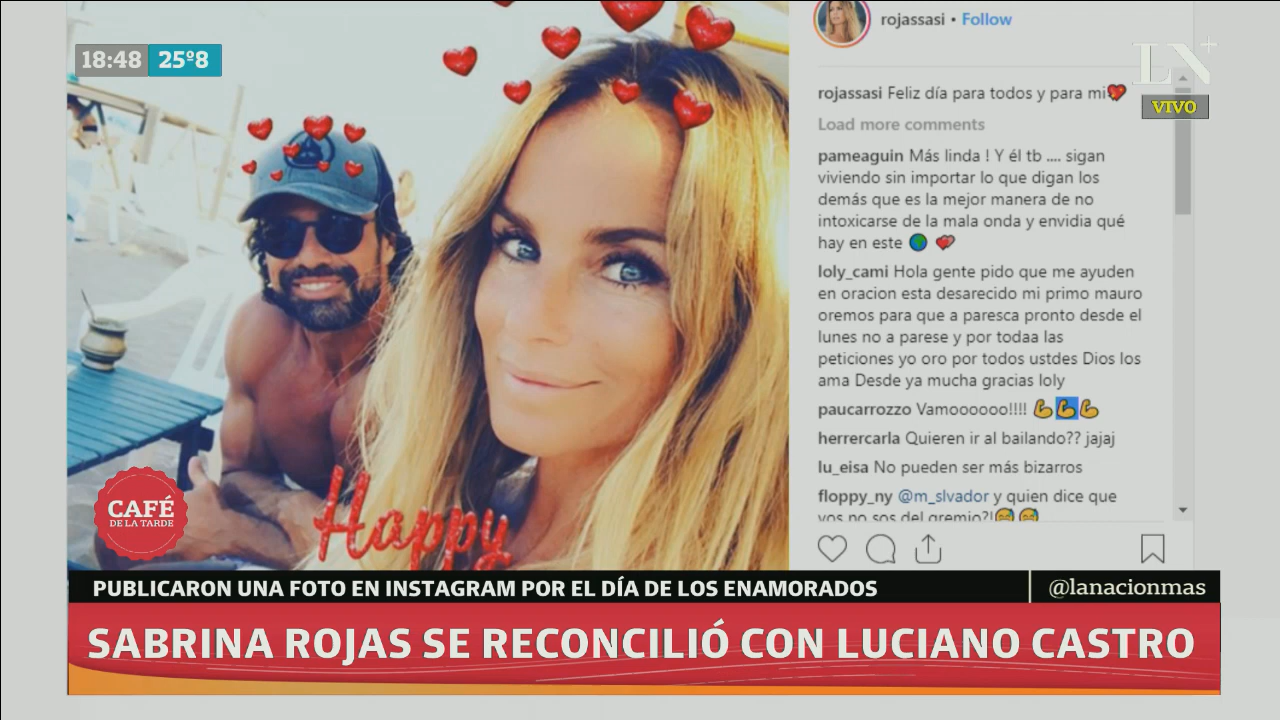 18:48 25º8
rojassasi • Follow
LN+
VIVO
rojassasi Feliz día para todos y para mi💖
Load more comments
pameaguin Más linda ! Y él tb .... sigan
viviendo sin importar lo que digan los
demás que es la mejor manera de no
intoxicarse de la mala onda y envidia qué
hay en este 🌎 💖
loly_cami Hola gente pido que me ayuden
en oracion esta desarecido mi primo mauro
oremos para que a paresca pronto desde el
lunes no a parese y por todaa las
peticiones yo oro por todos ustdes Dios los
ama Desde ya mucha gracias loly
paucarrozzo Vamoooooo!!!! 💪💪💪
herrercarla Quieren ir al bailando?? jajaj
lu_eisa No pueden ser más bizarros
floppy_ny @m_slvador y quien dice que
vos no sos del gremio?!😅😅
Happy
CAFÉ
DE LA TARDE
PUBLICARON UNA FOTO EN INSTAGRAM POR EL DÍA DE LOS ENAMORADOS
@lanacionmas
SABRINA ROJAS SE RECONCILIÓ CON LUCIANO CASTRO